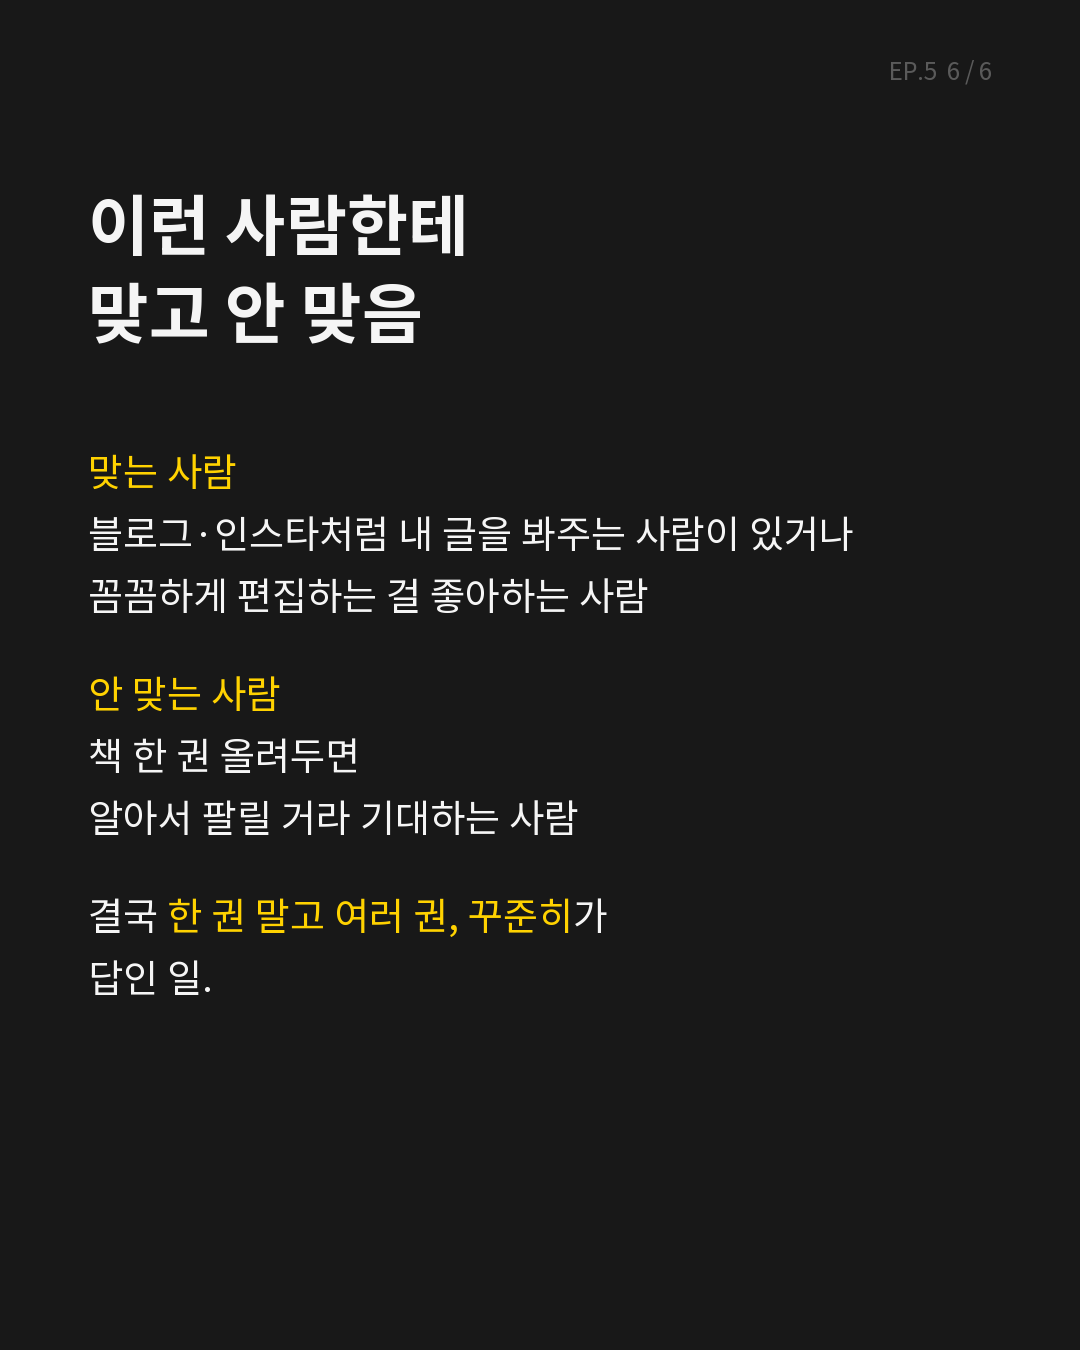 EP.5 6/6
이런 사람한테
맞고 안 맞음
맞는 사람
블로그·인스타처럼 내 글을 봐주는 사람이 있거나
꼼꼼하게 편집하는 걸 좋아하는 사람
안 맞는 사람
책 한 권 올려두면
알아서 팔릴 거라 기대하는 사람
결국 한 권 말고 여러 권, 꾸준히가
답인 일.